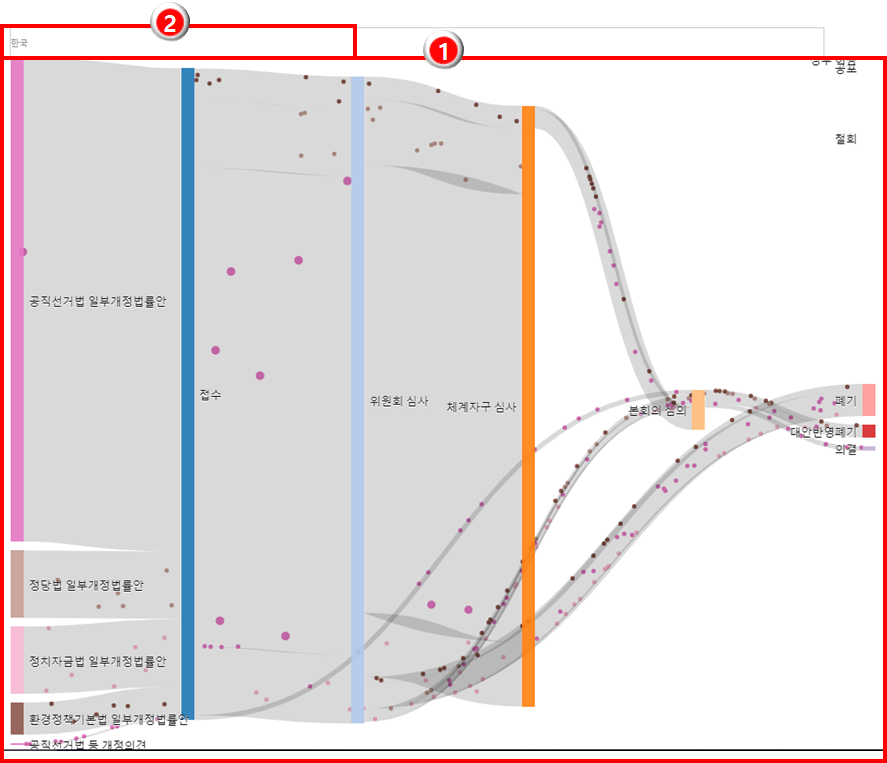 2
1
한국
공포
철회
공직선거법 일부개정법률안
접수
위원회 심사
체계자구 심사
본회의 심의
폐기
대안반영폐기
의결
정당법 일부개정법률안
정치자금법 일부개정법률안
환경정책기본법 일부개정법률안
공직선거법 등 개정의견